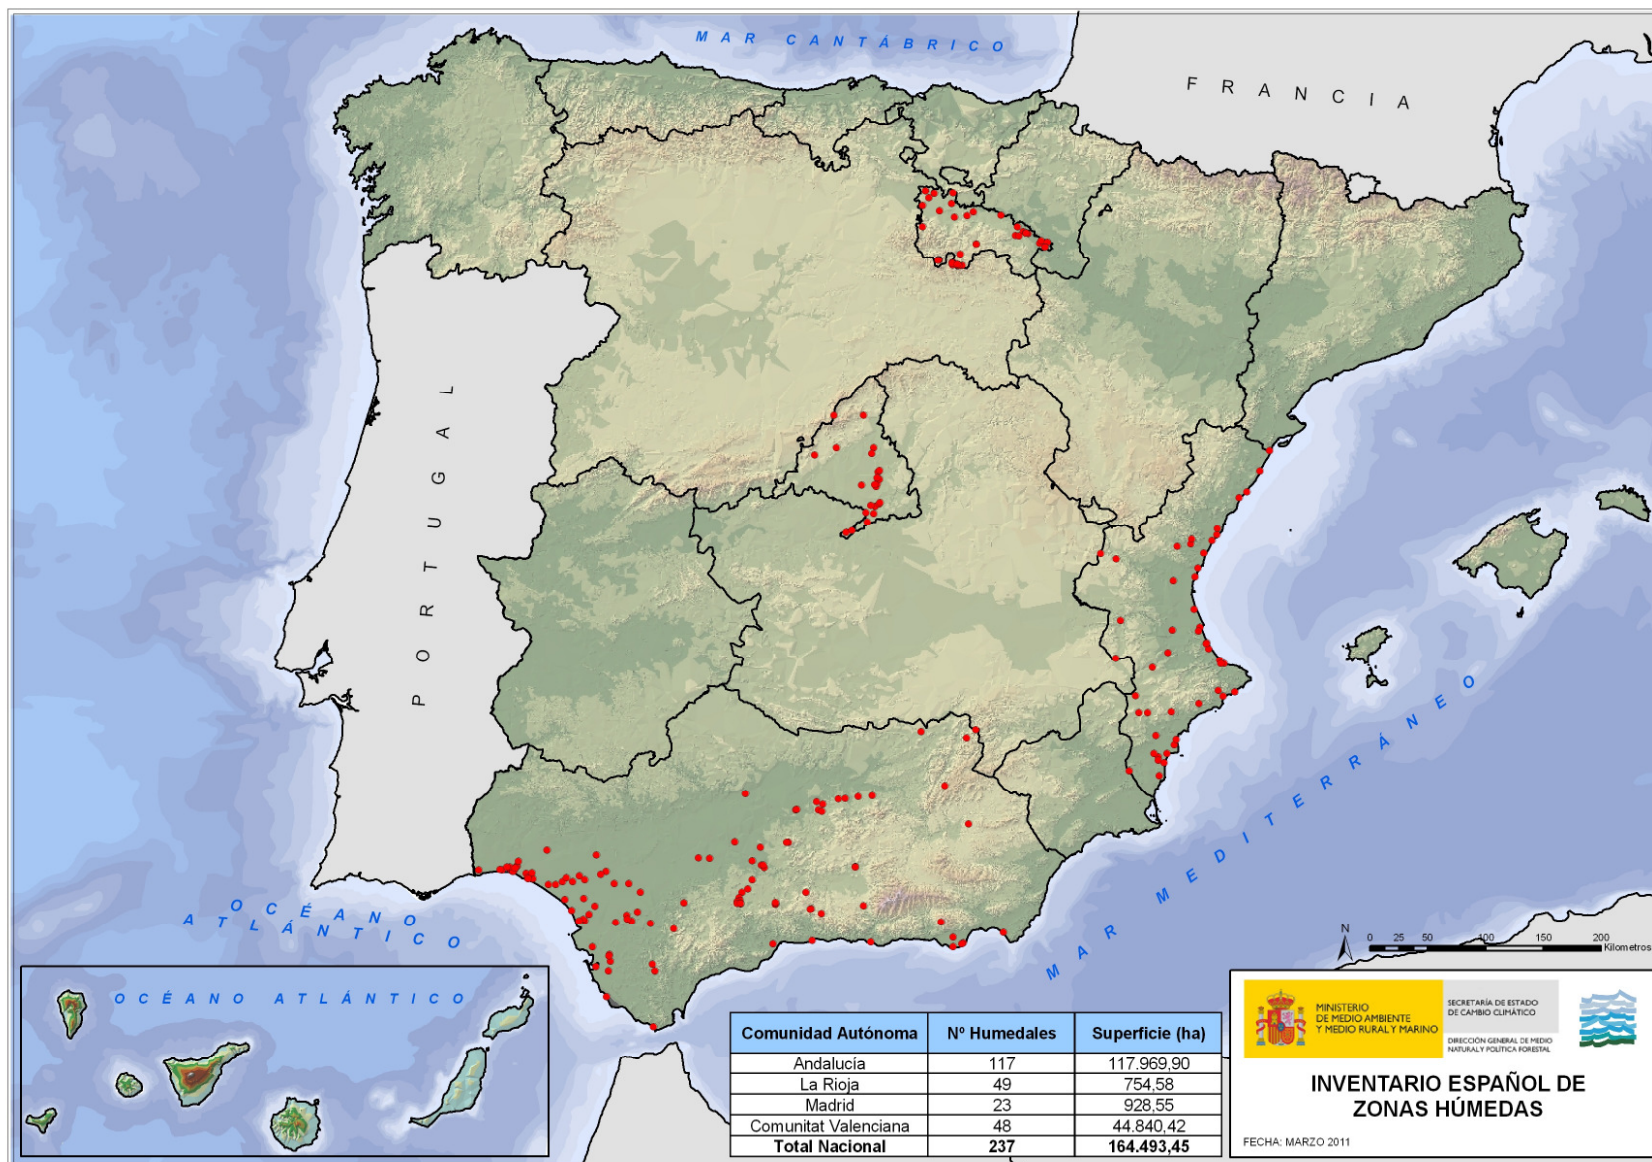 MAR CANTÁBRICO
FRANCIA
PORTUGAL
MAR MEDITERRÁNEO
OCÉANO
ATLÁNTICO
OCÉANO ATLÁNTICO
N
0 25 50 100 150 200
Kilometros
Comunidad Autónoma Nº Humedales Superficie (ha)
Andalucía 117 117.969,90
La Rioja 49 754,58
Madrid 23 928,55
Comunitat Valenciana 48 44.840,42
Total Nacional 237 164.493,45
MINISTERIO
DE MEDIO AMBIENTE
Y MEDIO RURAL Y MARINO
SECRETARÍA DE ESTADO
DE CAMBIO CLIMÁTICO
DIRECCIÓN GENERAL DE MEDIO
NATURAL Y POLÍTICA FORESTAL
INVENTARIO ESPAÑOL DE
ZONAS HÚMEDAS
FECHA: MARZO 2011